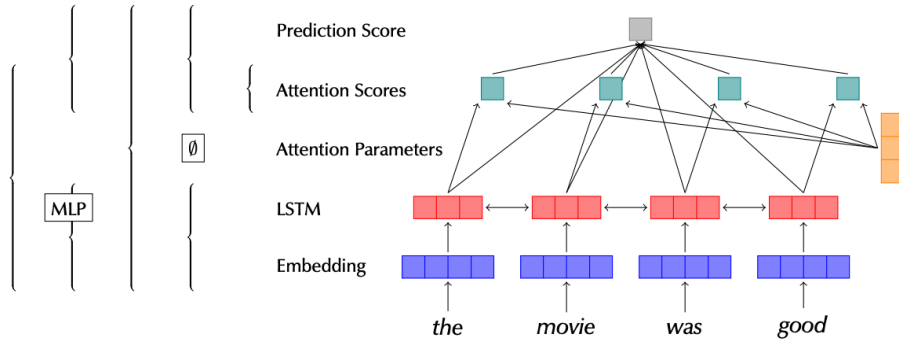 Prediction Score
Attention Scores
Attention Parameters
∅
LSTM
MLP
Embedding
the movie was good